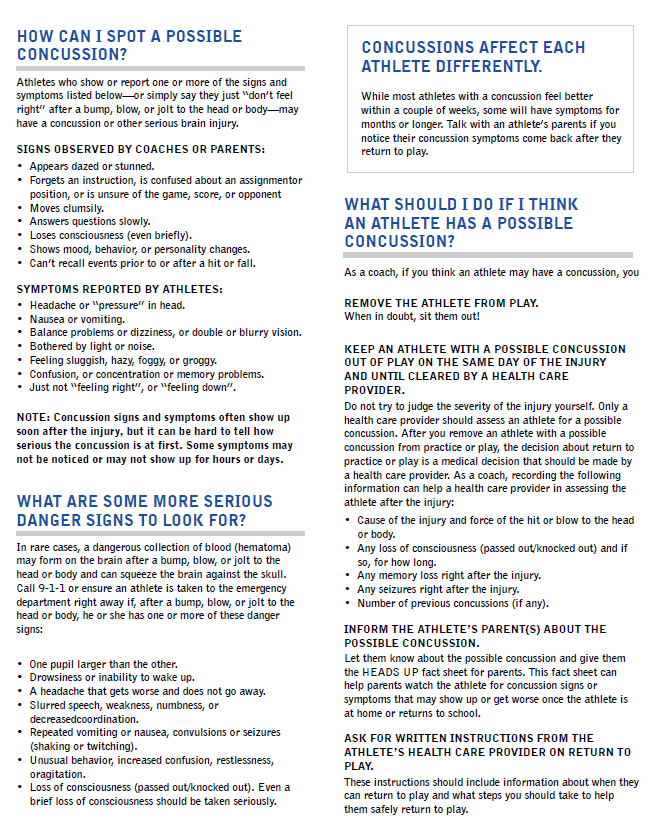 HOW CAN I SPOT A POSSIBLE
CONCUSSION?
Athletes who show or report one or more of the signs and
symptoms listed below—or simply say they just “don’t feel
right” after a bump, blow, or jolt to the head or body—may
have a concussion or other serious brain injury.
SIGNS OBSERVED BY COACHES OR PARENTS:
• Appears dazed or stunned.
• Forgets an instruction, is confused about an assignmentor
position, or is unsure of the game, score, or opponent
• Moves clumsily.
• Answers questions slowly.
• Loses consciousness (even briefly).
• Shows mood, behavior, or personality changes.
• Can’t recall events prior to or after a hit or fall.
SYMPTOMS REPORTED BY ATHLETES:
• Headache or “pressure” in head.
• Nausea or vomiting.
• Balance problems or dizziness, or double or blurry vision.
• Bothered by light or noise.
• Feeling sluggish, hazy, foggy, or groggy.
• Confusion, or concentration or memory problems.
• Just not “feeling right”, or “feeling down”.
NOTE: Concussion signs and symptoms often show up
soon after the injury, but it can be hard to tell how
serious the concussion is at first. Some symptoms may
not be noticed or may not show up for hours or days.
WHAT ARE SOME MORE SERIOUS
DANGER SIGNS TO LOOK FOR?
In rare cases, a dangerous collection of blood (hematoma)
may form on the brain after a bump, blow, or jolt to the
head or body and can squeeze the brain against the skull.
Call 9-1-1 or ensure an athlete is taken to the emergency
department right away if, after a bump, blow, or jolt to the
head or body, he or she has one or more of these danger
signs:
• One pupil larger than the other.
• Drowsiness or inability to wake up.
• A headache that gets worse and does not go away.
• Slurred speech, weakness, numbness, or
decreasedcoordination.
• Repeated vomiting or nausea, convulsions or seizures
(shaking or twitching).
• Unusual behavior, increased confusion, restlessness,
oragitation.
• Loss of consciousness (passed out/knocked out). Even a
brief loss of consciousness should be taken seriously.
CONCUSSIONS AFFECT EACH
ATHLETE DIFFERENTLY.
While most athletes with a concussion feel better
within a couple of weeks, some will have symptoms for
months or longer. Talk with an athlete’s parents if you
notice their concussion symptoms come back after they
return to play.
WHAT SHOULD I DO IF I THINK
AN ATHLETE HAS A POSSIBLE
CONCUSSION?
As a coach, if you think an athlete may have a concussion, you
REMOVE THE ATHLETE FROM PLAY.
When in doubt, sit them out!
KEEP AN ATHLETE WITH A POSSIBLE CONCUSSION
OUT OF PLAY ON THE SAME DAY OF THE INJURY
AND UNTIL CLEARED BY A HEALTH CARE
PROVIDER.
Do not try to judge the severity of the injury yourself. Only a
health care provider should assess an athlete for a possible
concussion. After you remove an athlete with a possible
concussion from practice or play, the decision about return to
practice or play is a medical decision that should be made by
a health care provider. As a coach, recording the following
information can help a health care provider in assessing the
athlete after the injury:
• Cause of the injury and force of the hit or blow to the head
or body.
• Any loss of consciousness (passed out/knocked out) and if
so, for how long.
• Any memory loss right after the injury.
• Any seizures right after the injury.
• Number of previous concussions (if any).
INFORM THE ATHLETE’S PARENT(S) ABOUT THE
POSSIBLE CONCUSSION.
Let them know about the possible concussion and give them
the HEADS UP fact sheet for parents. This fact sheet can
help parents watch the athlete for concussion signs or
symptoms that may show up or get worse once the athlete is
at home or returns to school.
ASK FOR WRITTEN INSTRUCTIONS FROM THE
ATHLETE’S HEALTH CARE PROVIDER ON RETURN TO
PLAY.
These instructions should include information about when they
can return to play and what steps you should take to help
them safely return to play.